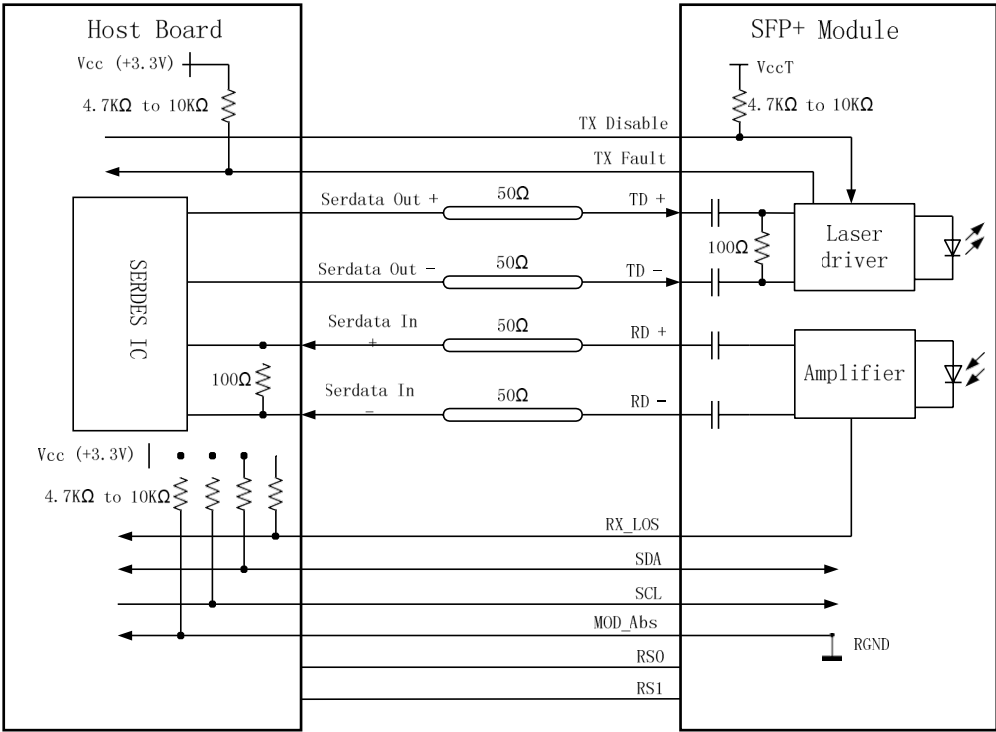 Host Board
SFP+ Module
Vcc (+3.3V)
VccT
4.7KΩ to 10KΩ
4.7KΩ to 10KΩ
TX Disable
TX Fault
Serdata Out +
50Ω
TD +
100Ω
Laser
driver
Serdata Out −
50Ω
TD −
SERDES IC
Serdata In
+
50Ω
RD +
100Ω
Amplifier
Serdata In
−
50Ω
RD −
Vcc (+3.3V)
4.7KΩ to 10KΩ
RX_LOS
SDA
SCL
MOD_Abs
RGND
RS0
RS1